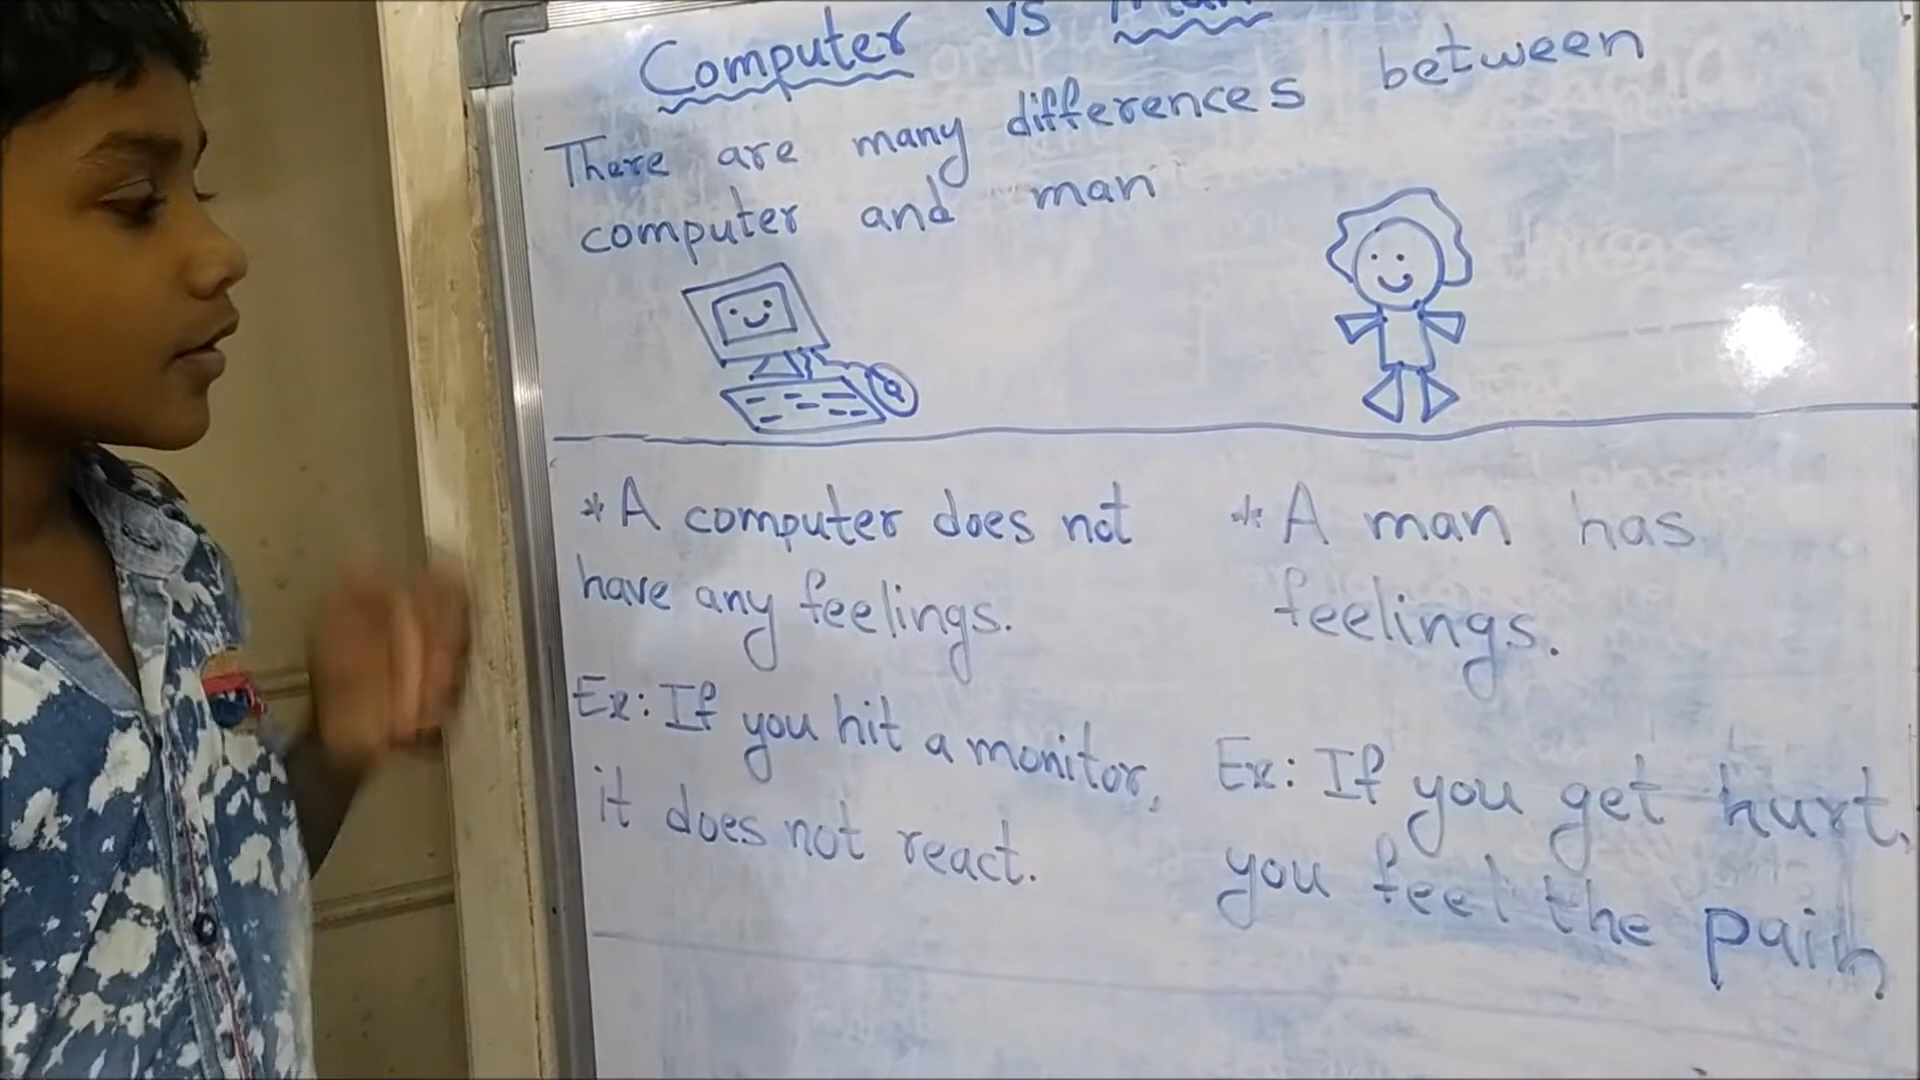 Computer vs Man
There are many differences between
computer and man
* A computer does not
have any feelings.
Ex: If you hit a monitor,
it does not react.
* A man has
feelings.
Ex: If you get hurt,
you feel the pain